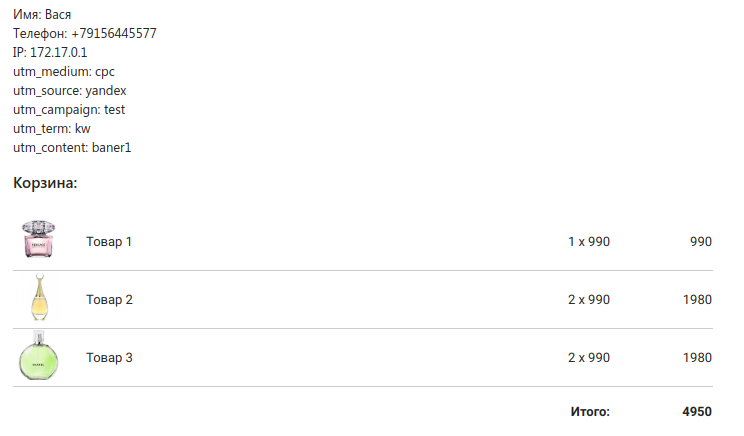 Имя: Вася
Телефон: +79156445577
IP: 172.17.0.1
utm_medium: cpc
utm_source: yandex
utm_campaign: test
utm_term: kw
utm_content: baner1
Корзина:
Товар 1 1 x 990 990
Товар 2 2 x 990 1980
Товар 3 2 x 990 1980
Итого: 4950